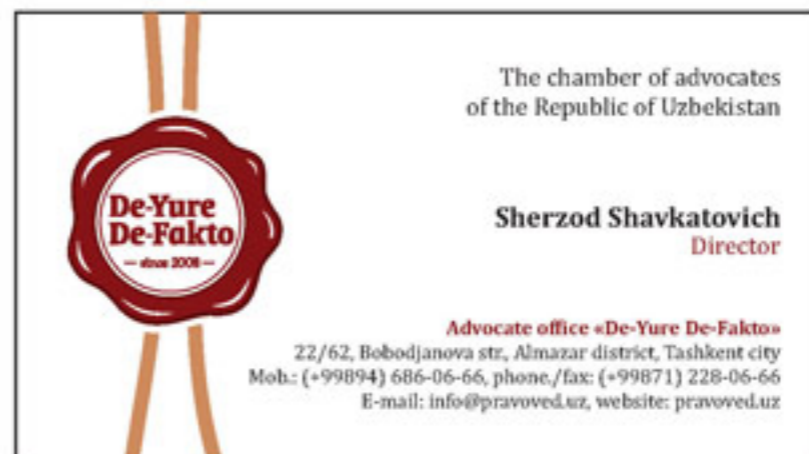 The chamber of advocates
of the Republic of Uzbekistan
De-Yure
De-Fakto
— since 2008 —
Sherzod Shavkatovich
Director
Advocate office «De-Yure De-Fakto»
22/62, Bobodjanova str., Almazar district, Tashkent city
Mob.: (+99894) 686-06-66, phone./fax: (+99871) 228-06-66
E-mail: info@pravoved.uz, website: pravoved.uz